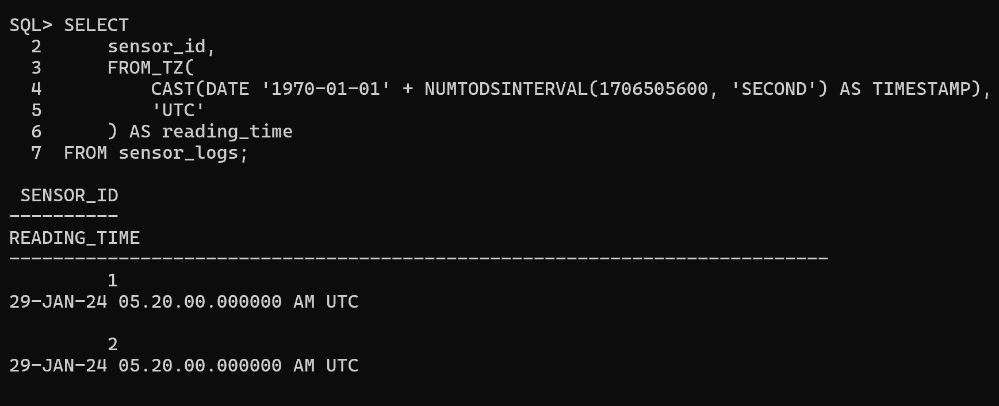 SQL> SELECT
  2      sensor_id,
  3      FROM_TZ(
  4          CAST(DATE '1970-01-01' + NUMTODSINTERVAL(1706505600, 'SECOND') AS TIMESTAMP),
  5          'UTC'
  6      ) AS reading_time
  7  FROM sensor_logs;

 SENSOR_ID
----------
READING_TIME
---------------------------------------------------------------------------
         1
29-JAN-24 05.20.00.000000 AM UTC

         2
29-JAN-24 05.20.00.000000 AM UTC